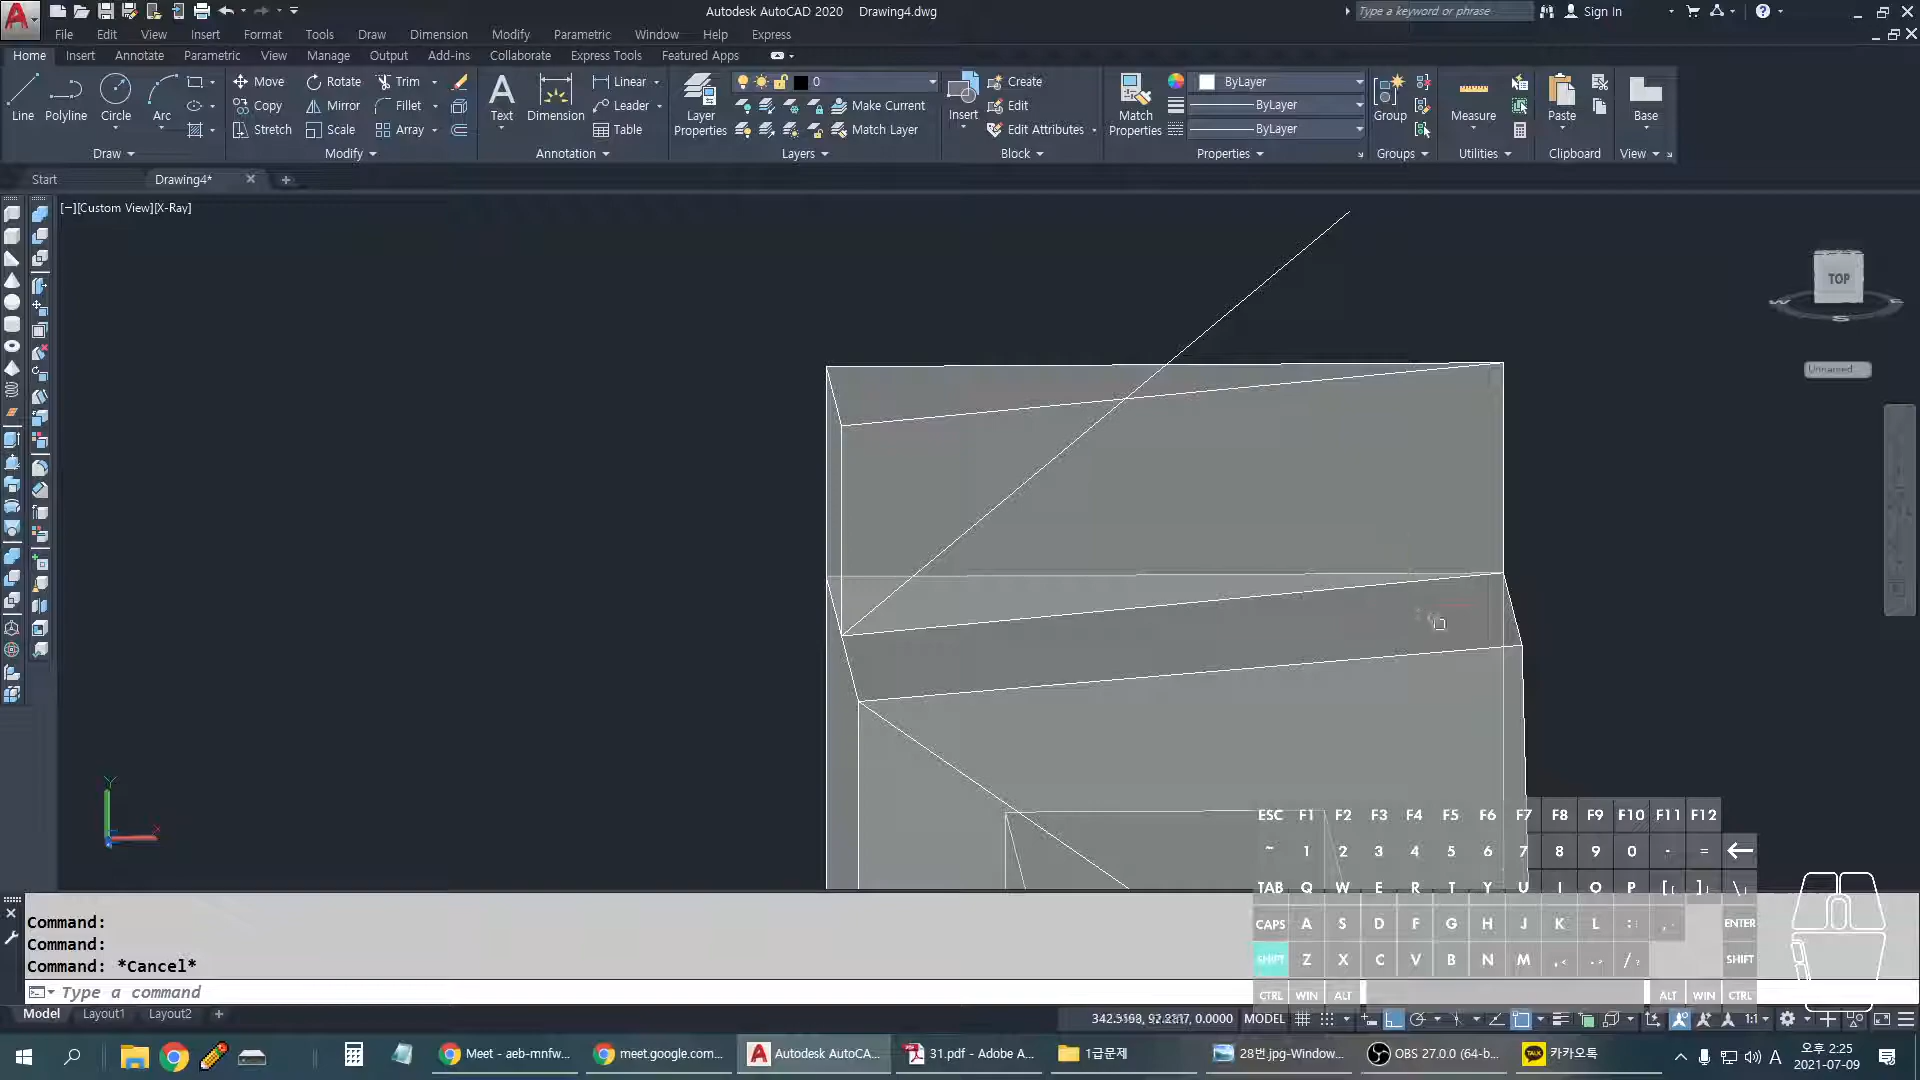 Autodesk AutoCAD 2020 Drawing4.dwg
Type a keyword or phrase
Sign In
File Edit View Insert Format Tools Draw Dimension Modify Parametric Window Help Express
Home Insert Annotate Parametric View Manage Output Add-ins Collaborate Express Tools Featured Apps
Line Polyline Circle Arc
Move Rotate Trim
Copy Mirror Fillet
Stretch Scale Array
Text Dimension
Linear
Leader
Table
Layer Properties
0
Make Current
Match Layer
Insert
Create
Edit
Edit Attributes
Match Properties
ByLayer
ByLayer
ByLayer
Group
Measure
Paste
Base
Draw Modify Annotation Layers Block Properties Groups Utilities Clipboard View
Start Drawing4*
[−][Custom View][X-Ray]
TOP
W S
Unnamed
Y
X
ESC F1 F2 F3 F4 F5 F6 F7 F8 F9 F10 F11 F12
~ 1 2 3 4 5 6 7 8 9 0 - =
TAB Q W E R T Y U I O P [ ] \
CAPS A S D F G H J K L : ENTER
SHIFT Z X C V B N M /? SHIFT
CTRL WIN ALT ALT WIN CTRL
Command:
Command:
Command: *Cancel*
Type a command
Model Layout1 Layout2 +
MODEL
1:1
Meet - aeb-mnfw...
meet.google.com...
Autodesk AutoCA...
31.pdf - Adobe A...
1급문제
28번.jpg-Window...
OBS 27.0.0 (64-b...
카카오톡
A
오후 2:25
2021-07-09